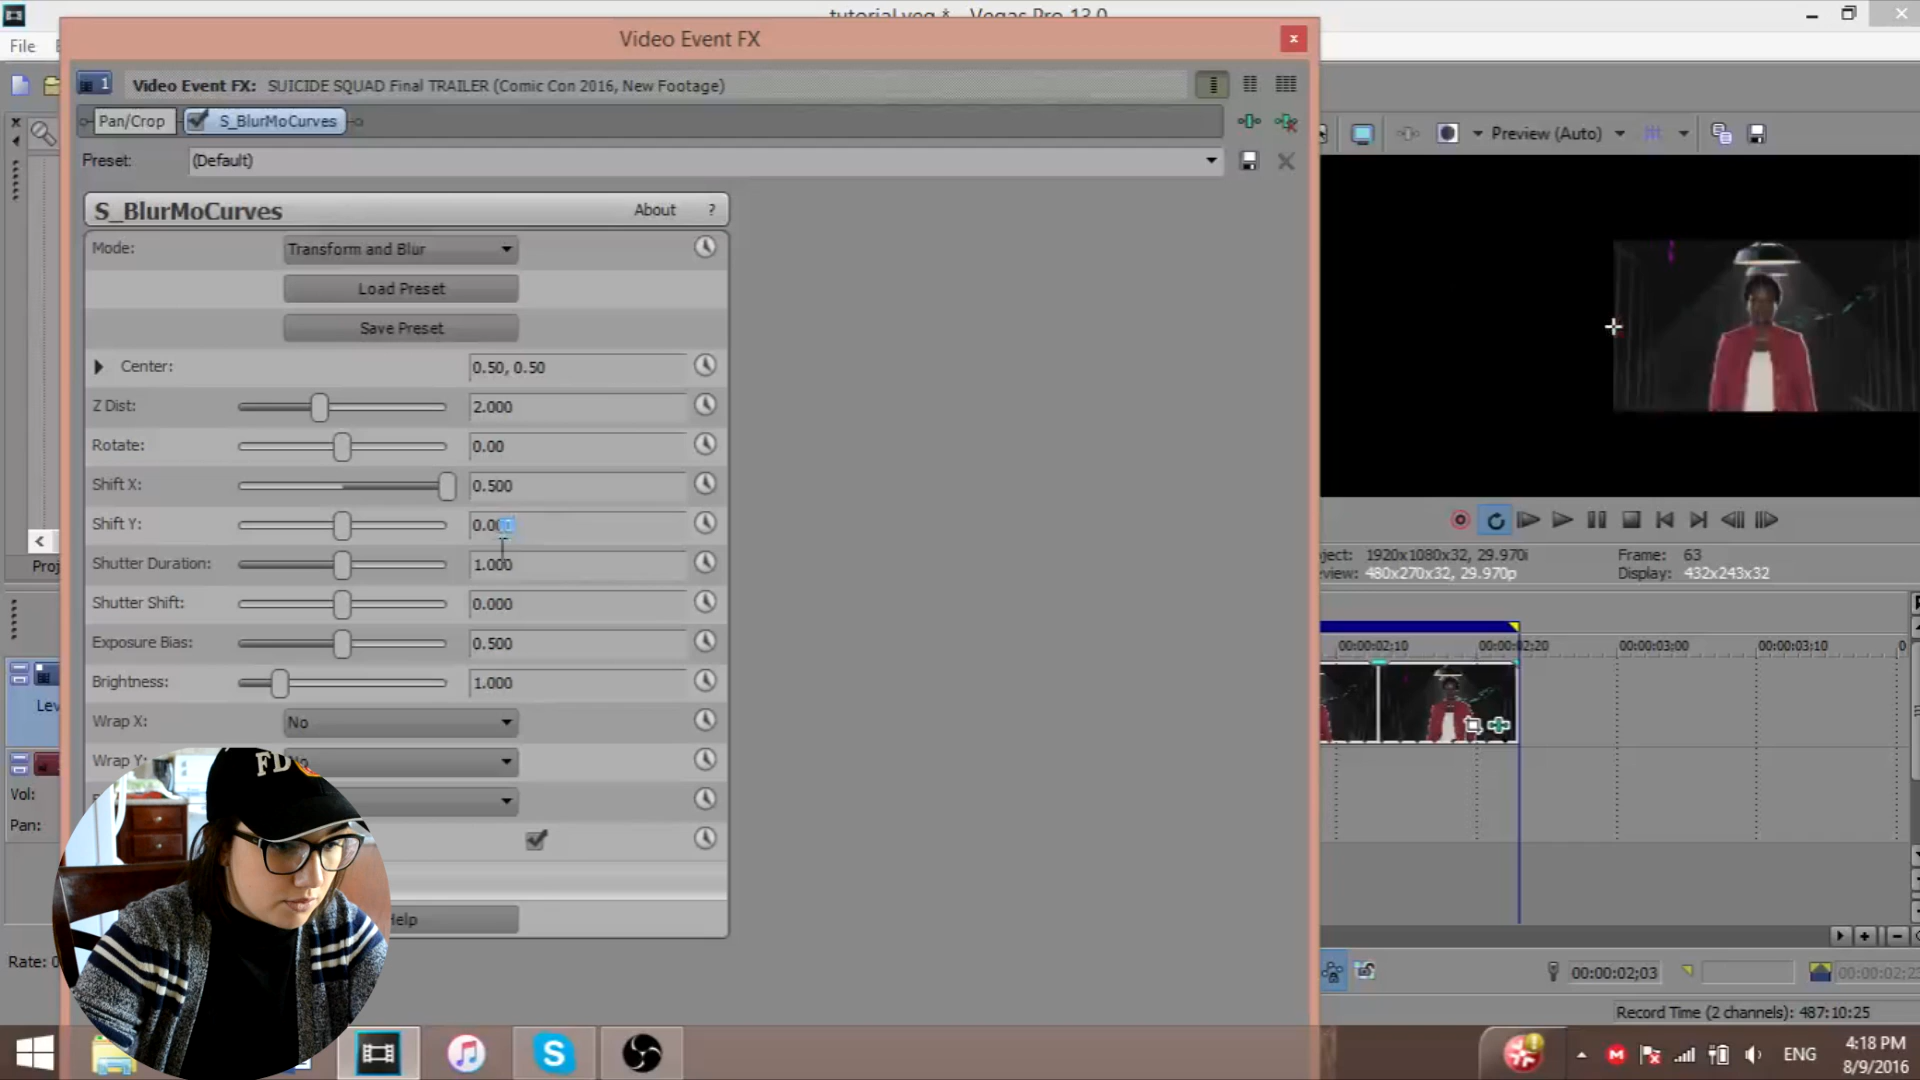 tutorial.veg * - Vegas Pro 13.0
File
Video Event FX
1
Video Event FX: SUICIDE SQUAD Final TRAILER (Comic Con 2016, New Footage)
Pan/Crop
S_BlurMoCurves
Preset:
(Default)
Preview (Auto)
S_BlurMoCurves
About
?
Mode:
Transform and Blur
Load Preset
Save Preset
Center:
0.50, 0.50
Z Dist:
2.000
Rotate:
0.00
Shift X:
0.500
Shift Y:
Shutter Duration:
1.000
Shutter Shift:
0.000
Exposure Bias:
0.500
Brightness:
1.000
Wrap X:
No
Wrap Y:
Help
1920x1080x32, 29.970i
Frame: 63
480x270x32, 29.970p
Display: 432x243x32
00:00:02;10
00:00:02;20
00:00:03;00
00:00:03;10
Vol:
Pan:
FD
Rate:
00:00:02;03
Record Time (2 channels): 487:10:25
ENG
4:18 PM
8/9/2016